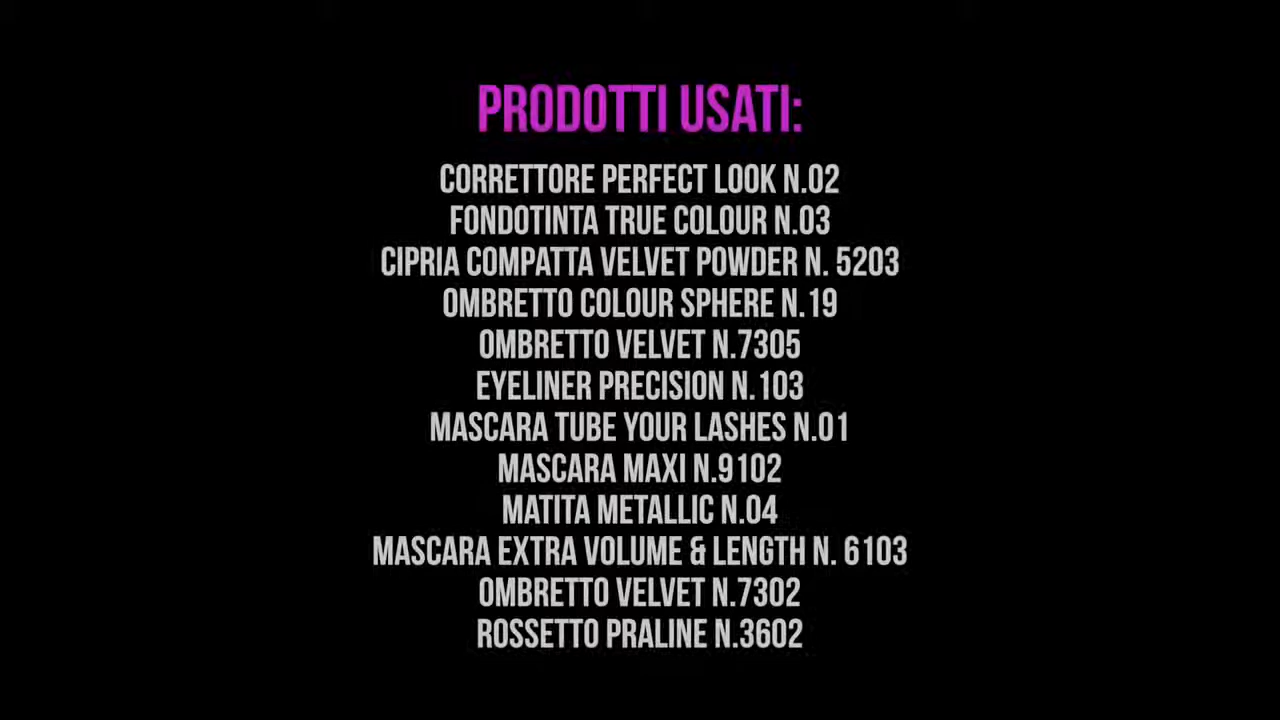 PRODOTTI USATI:
CORRETTORE PERFECT LOOK N.02
FONDOTINTA TRUE COLOUR N.03
CIPRIA COMPATTA VELVET POWDER N. 5203
OMBRETTO COLOUR SPHERE N.19
OMBRETTO VELVET N.7305
EYELINER PRECISION N.103
MASCARA TUBE YOUR LASHES N.01
MASCARA MAXI N.9102
MATITA METALLIC N.04
MASCARA EXTRA VOLUME & LENGTH N. 6103
OMBRETTO VELVET N.7302
ROSSETTO PRALINE N.3602